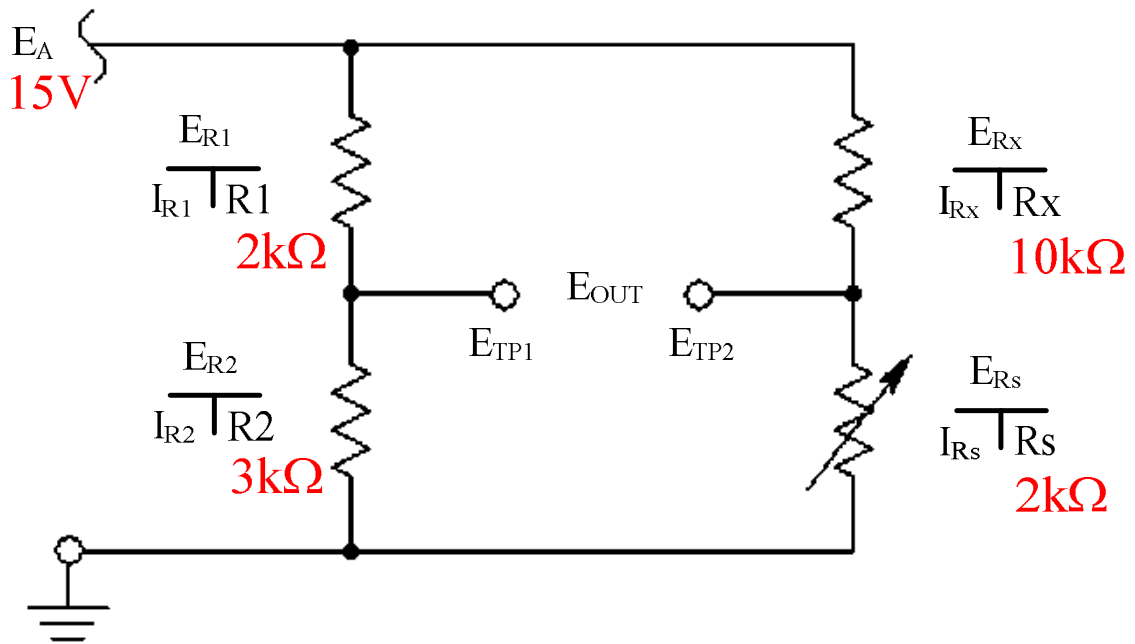 EA
15V
ER1
IR1 R1
2kΩ
ERx
IRx Rx
10kΩ
EOUT
ETP1 ETP2
ER2
IR2 R2
3kΩ
ERs
IRs Rs
2kΩ